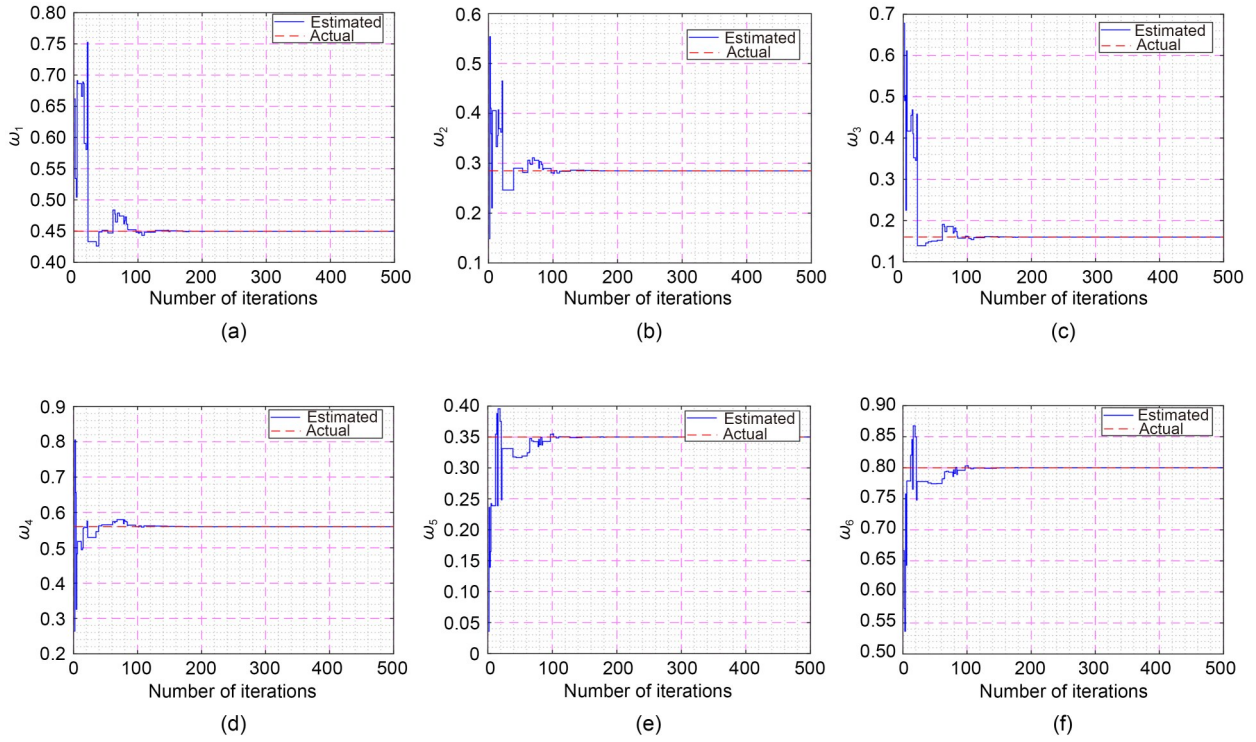 Estimated
Actual
0.80
0.75
0.70
0.65
0.60
0.55
0.50
0.45
0.40
ω1
0 100 200 300 400 500
Number of iterations
(a)
Estimated
Actual
0.6
0.5
0.4
0.3
0.2
0.1
ω2
0 100 200 300 400 500
Number of iterations
(b)
Estimated
Actual
0.7
0.6
0.5
0.4
0.3
0.2
0.1
ω3
0 100 200 300 400 500
Number of iterations
(c)
Estimated
Actual
0.9
0.8
0.7
0.6
0.5
0.4
0.3
0.2
ω4
0 100 200 300 400 500
Number of iterations
(d)
Estimated
Actual
0.40
0.35
0.30
0.25
0.20
0.15
0.10
0.05
0
ω5
0 100 200 300 400 500
Number of iterations
(e)
Estimated
Actual
0.90
0.85
0.80
0.75
0.70
0.65
0.60
0.55
0.50
ω6
0 100 200 300 400 500
Number of iterations
(f)